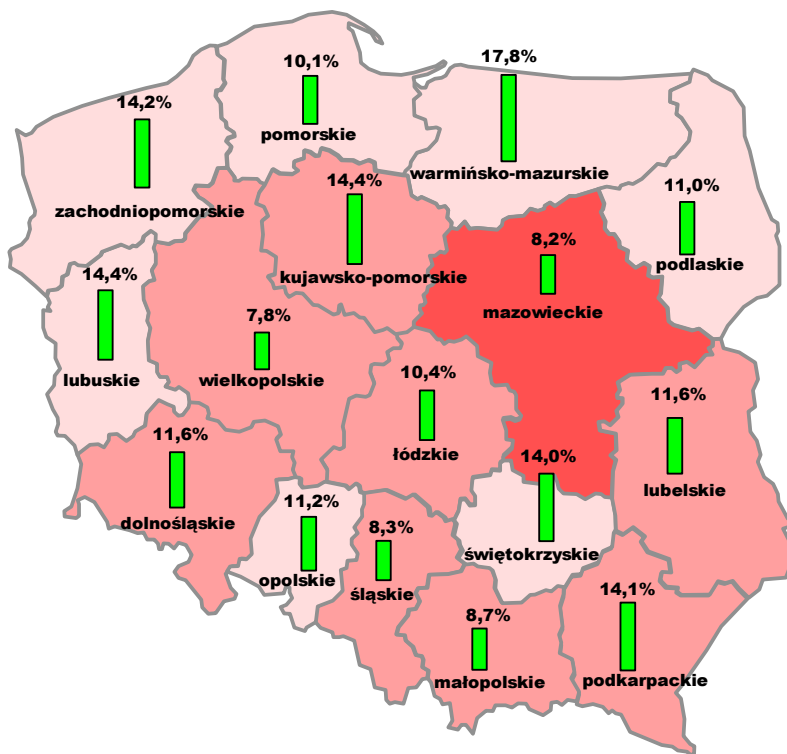 17,8%
10,1%
pomorskie
14,2%
warmińsko-mazurskie
14,4%
zachodniopomorskie
11,0%
8,2%
kujawsko-pomorskie
podlaskie
14,4%
mazowieckie
7,8%
lubuskie
wielkopolskie
10,4%
11,6%
11,6%
łódzkie
14,0%
lubelskie
11,2%
dolnośląskie
8,3%
świętokrzyskie
opolskie
śląskie
14,1%
8,7%
małopolskie
podkarpackie